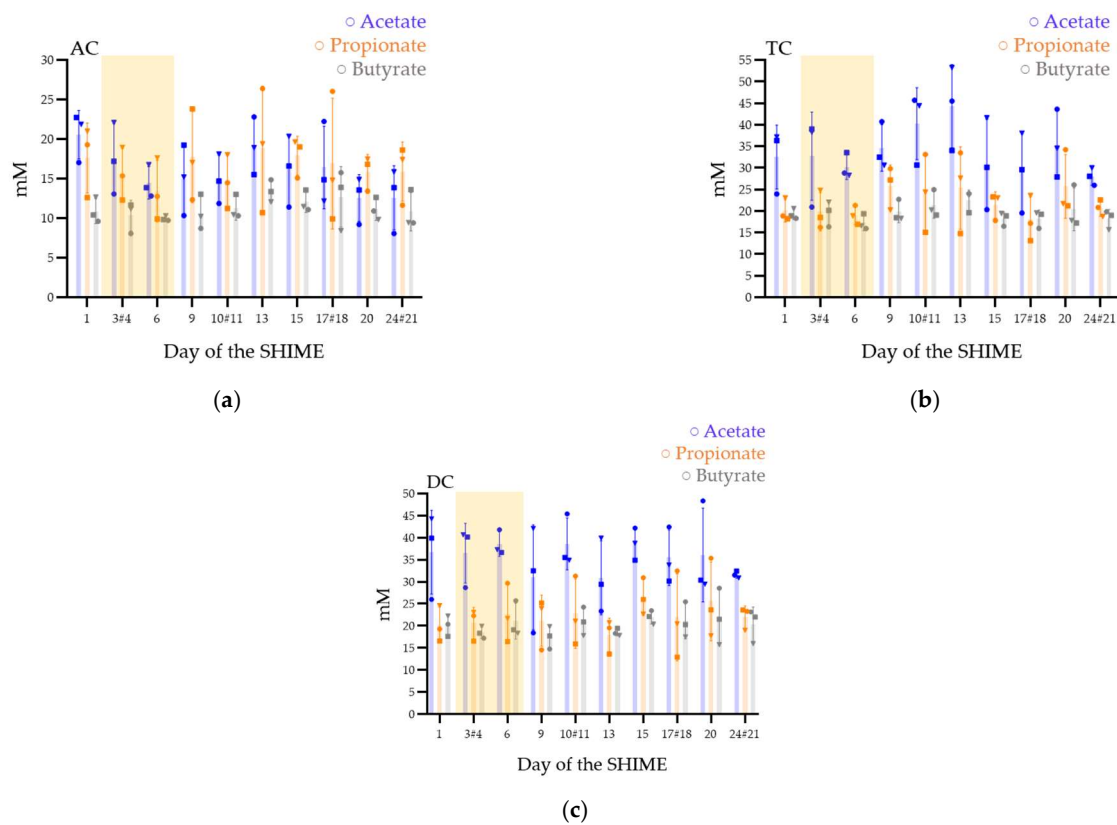 AC
Acetate
Propionate
Butyrate
30
25
20
15
10
5
0
mM
1 3#4 6 9 10#11 13 15 17#18 20 24#21
Day of the SHIME
(a)
TC
Acetate
Propionate
Butyrate
55
50
45
40
35
30
25
20
15
10
5
0
mM
1 3#4 6 9 10#11 13 15 17#18 20 24#21
Day of the SHIME
(b)
DC
Acetate
Propionate
Butyrate
50
45
40
35
30
25
20
15
10
5
0
mM
1 3#4 6 9 10#11 13 15 17#18 20 24#21
Day of the SHIME
(c)